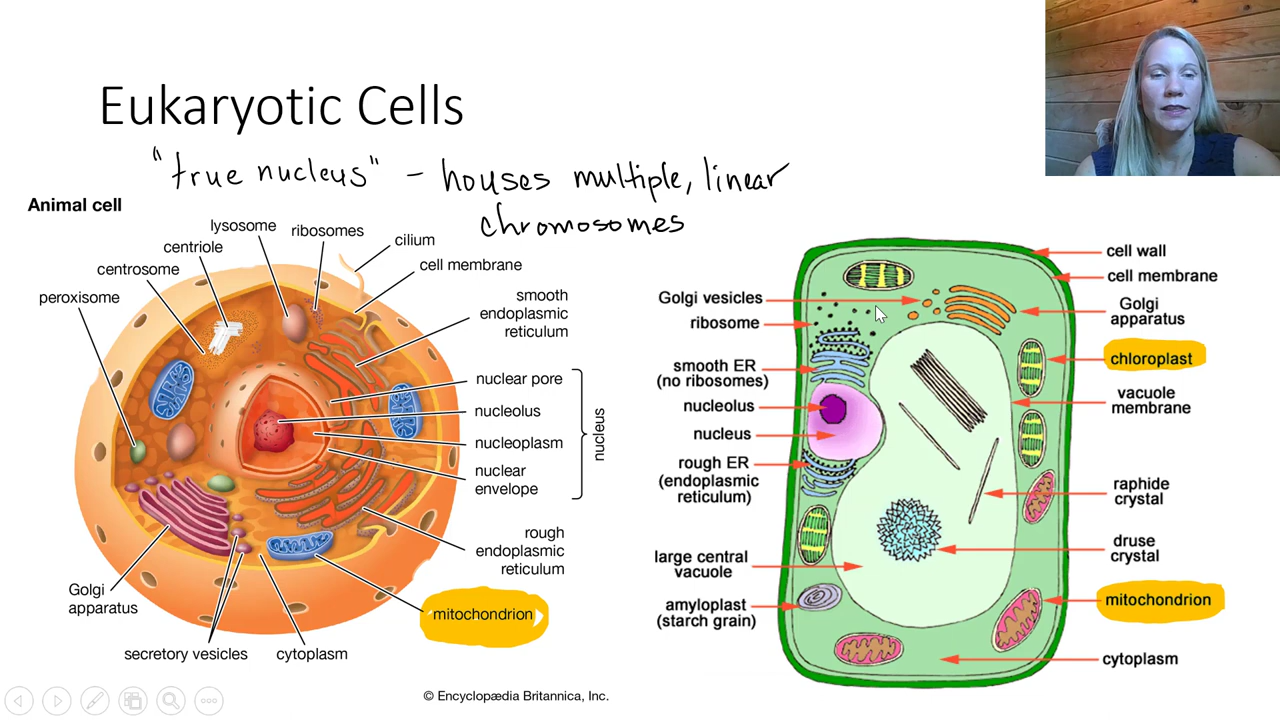 Eukaryotic Cells
"true nucleus" - houses multiple, linear
chromosomes
Animal cell
lysosome
ribosomes
cilium
centriole
cell membrane
centrosome
peroxisome
smooth
endoplasmic
reticulum
nuclear pore
nucleolus
nucleoplasm
nuclear
envelope
nucleus
rough
endoplasmic
reticulum
mitochondrion
Golgi
apparatus
secretory vesicles
cytoplasm
© Encyclopædia Britannica, Inc.
Golgi vesicles
ribosome
smooth ER
(no ribosomes)
nucleolus
nucleus
rough ER
(endoplasmic
reticulum)
large central
vacuole
amyloplast
(starch grain)
cell wall
cell membrane
Golgi
apparatus
chloroplast
vacuole
membrane
raphide
crystal
druse
crystal
mitochondrion
cytoplasm